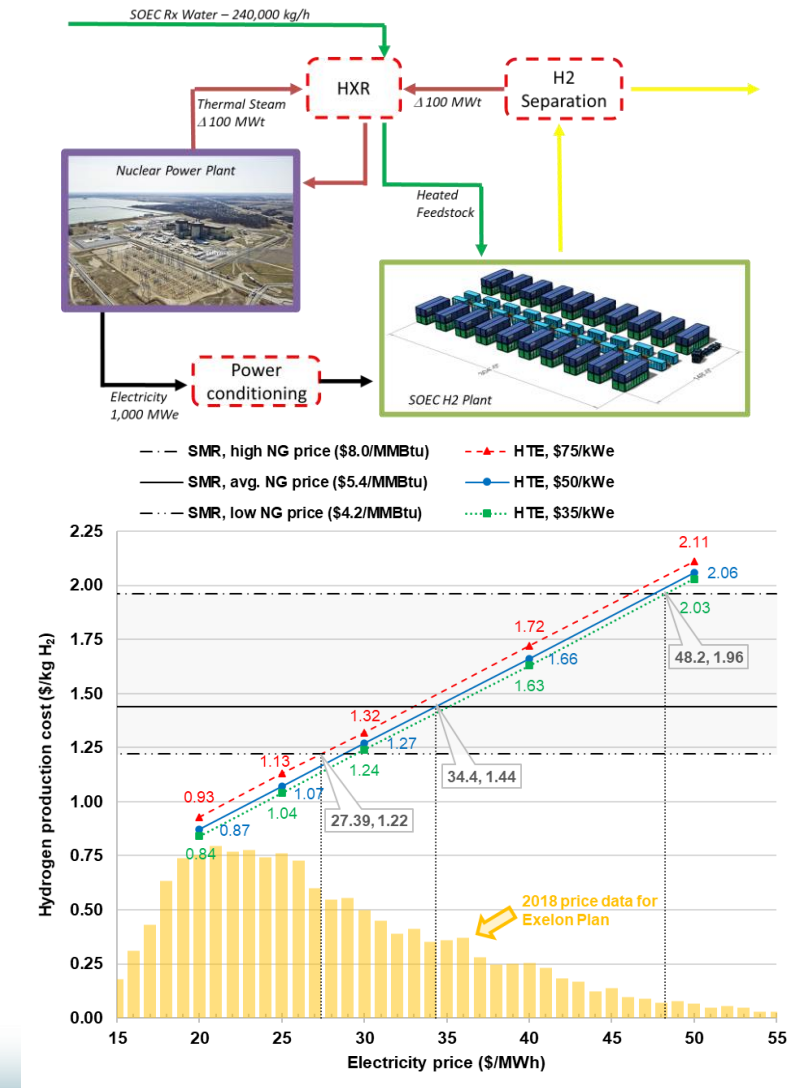 SOEC Rx Water – 240,000 kg/h
HXR
H2
Separation
Thermal Steam
Δ 100 MWt
Δ 100 MWt
Nuclear Power Plant
Heated
Feedstock
Power
conditioning
Electricity
1,000 MWe
SOEC H2 Plant
SMR, high NG price ($8.0/MMBtu)
HTE, $75/kWe
SMR, avg. NG price ($5.4/MMBtu)
HTE, $50/kWe
SMR, low NG price ($4.2/MMBtu)
HTE, $35/kWe
Hydrogen production cost ($/kg H₂)
2.25
2.00
1.75
1.50
1.25
1.00
0.75
0.50
0.25
0.00
2.11
2.06
2.03
1.72
1.66
1.63
48.2, 1.96
1.32
1.27
1.24
34.4, 1.44
1.13
1.07
1.04
27.39, 1.22
0.93
0.87
0.84
2018 price data for
Exelon Plan
15
20
25
30
35
40
45
50
55
Electricity price ($/MWh)